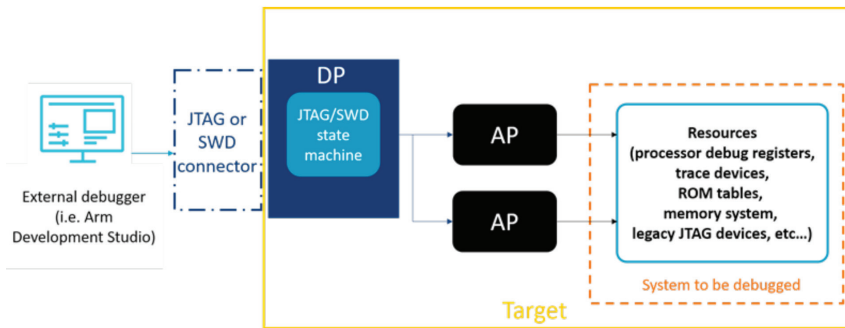 External debugger
(i.e. Arm
Development Studio)
JTAG or
SWD
connector
DP
JTAG/SWD
state
machine
AP
AP
Resources
(processor debug registers,
trace devices,
ROM tables,
memory system,
legacy JTAG devices, etc...)
System to be debugged
Target